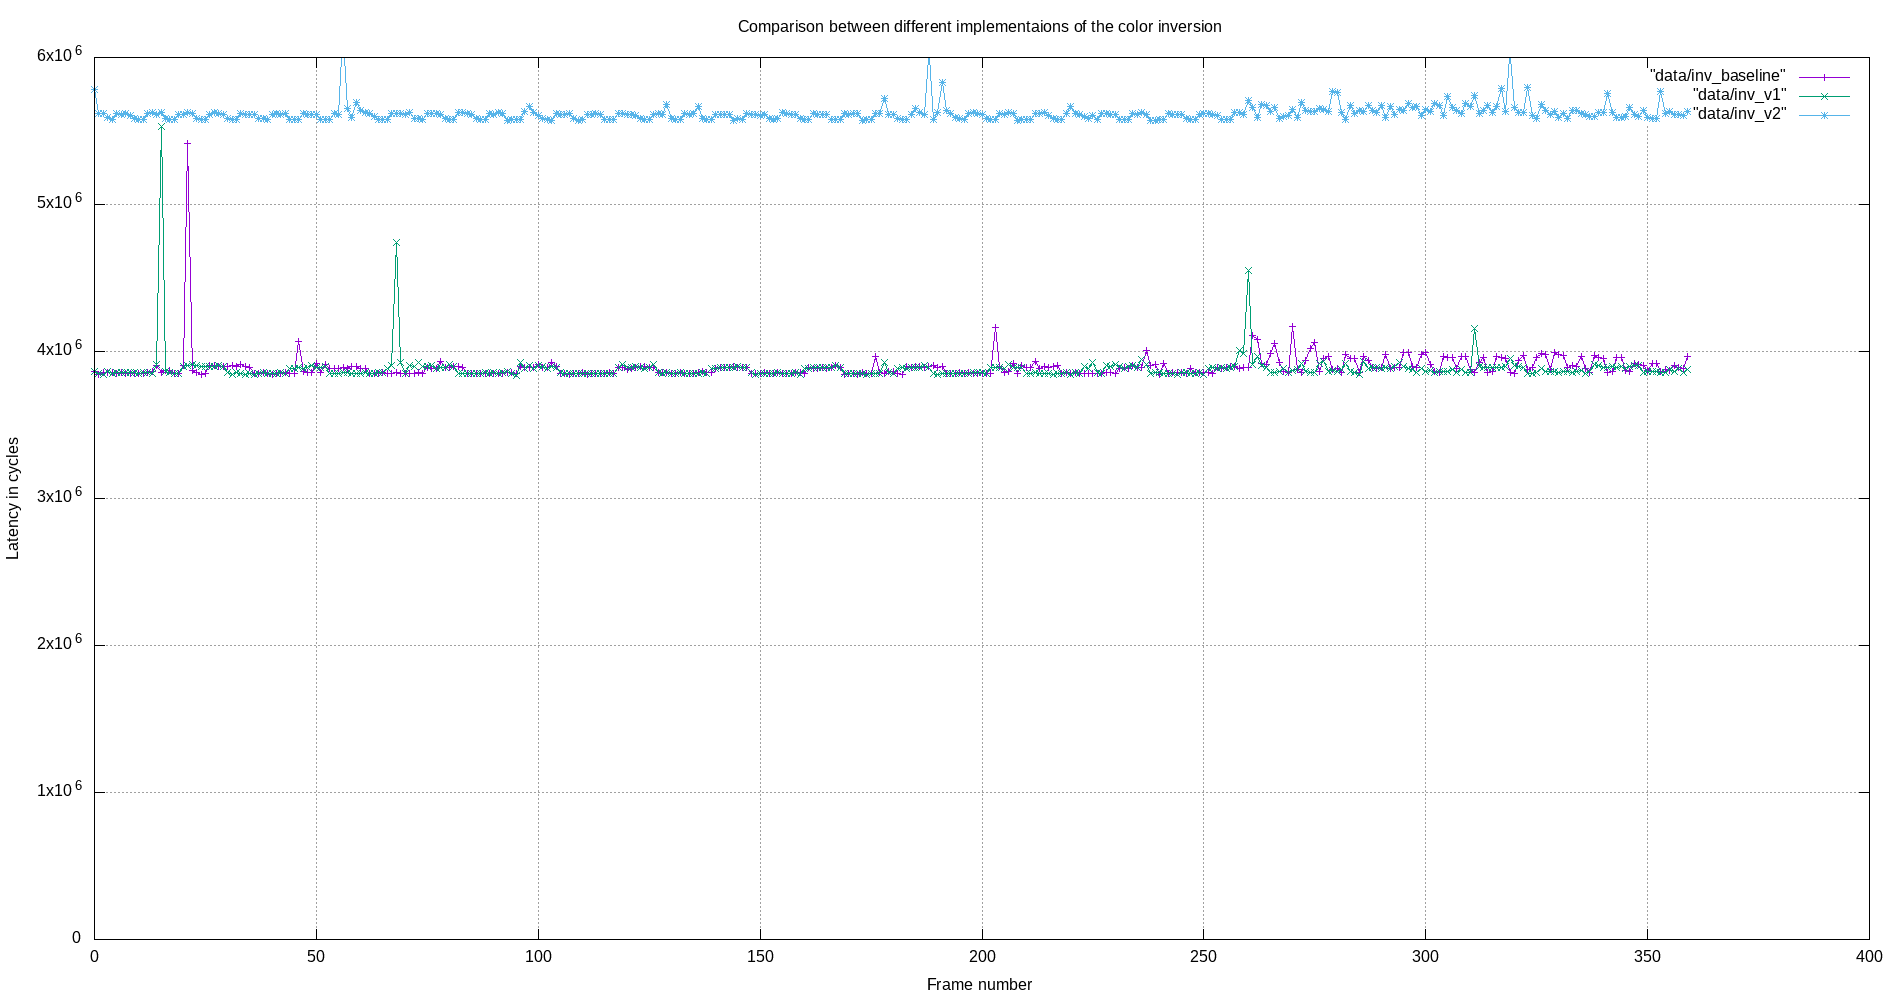 Comparison between different implementaions of the color inversion
6x10 6
5x10 6
4x10 6
3x10 6
2x10 6
1x10 6
0
Latency in cycles
"data/inv_baseline"
"data/inv_v1"
"data/inv_v2"
0 50 100 150 200 250 300 350 400
Frame number